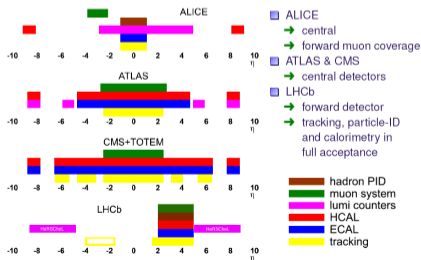 ALICE
-10 -8 -6 -4 -2 0 2 4 6 8 10
η
ATLAS
-10 -8 -6 -4 -2 0 2 4 6 8 10
η
CMS+TOTEM
-10 -8 -6 -4 -2 0 2 4 6 8 10
η
LHCb
HeRSCheL HeRSCheL
-10 -8 -6 -4 -2 0 2 4 6 8 10
η
ALICE
central
forward muon coverage
ATLAS & CMS
central detectors
LHCb
forward detector
tracking, particle-ID
and calorimetry in
full acceptance
hadron PID
muon system
lumi counters
HCAL
ECAL
tracking